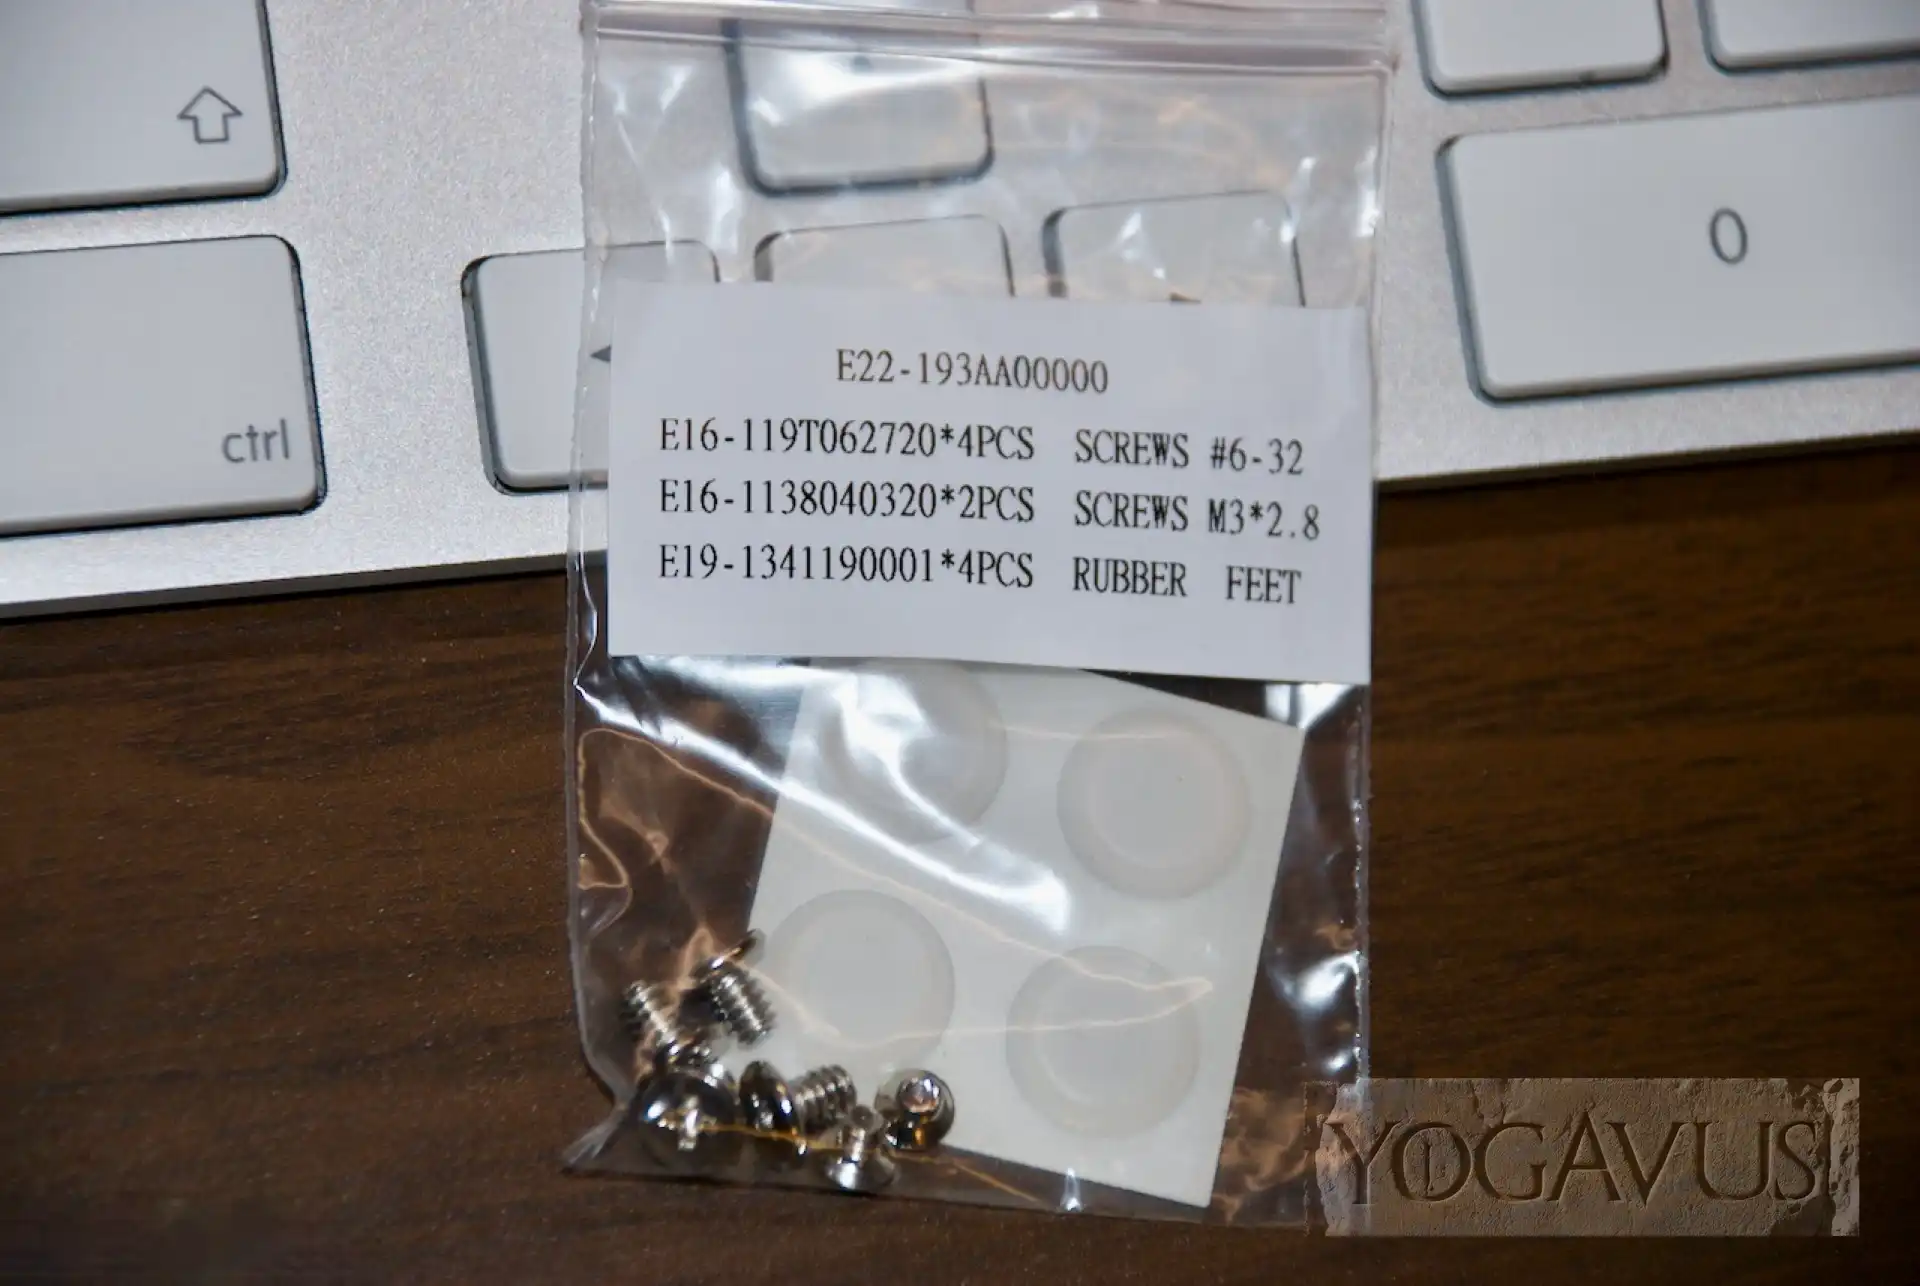 ctrl
0
E22-193AA00000
E16-119T062720*4PCS SCREWS #6-32
E16-1138040320*2PCS SCREWS M3*2.8
E19-1341190001*4PCS RUBBER FEET
YOGAVUS